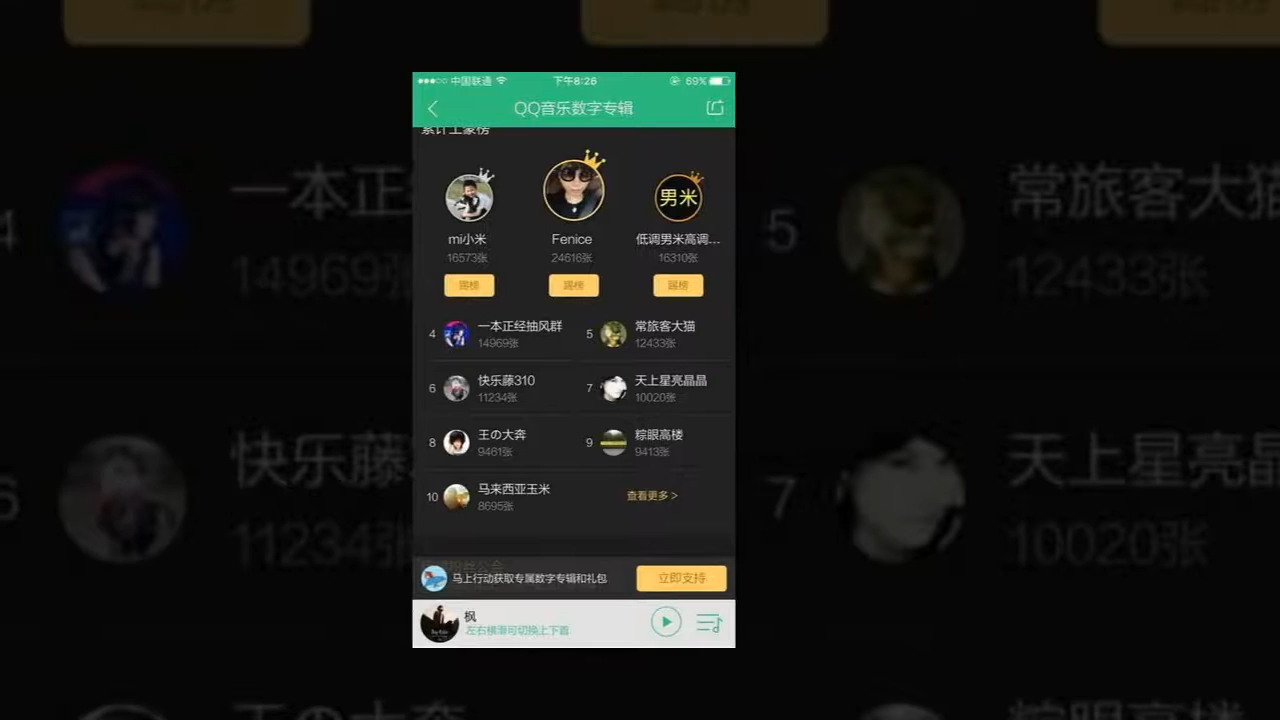 中国联通 下午8:26 69%
QQ音乐数字专辑
累计土豪榜
mi小米 Fenice 低调男米高调...
16573张 24616张 16310张
踢榜 踢榜 踢榜
4 一本正经抽风群 5 常旅客大猫
14969张 12433张
6 快乐藤310 7 天上星亮晶晶
11234张 10020张
8 王の大奔 9 粽眼高楼
9461张 9413张
10 马来西亚玉米 查看更多 >
8695张
马上行动获取专属数字专辑和礼包 立即支持
枫
左右横滑可切换上下首
男米